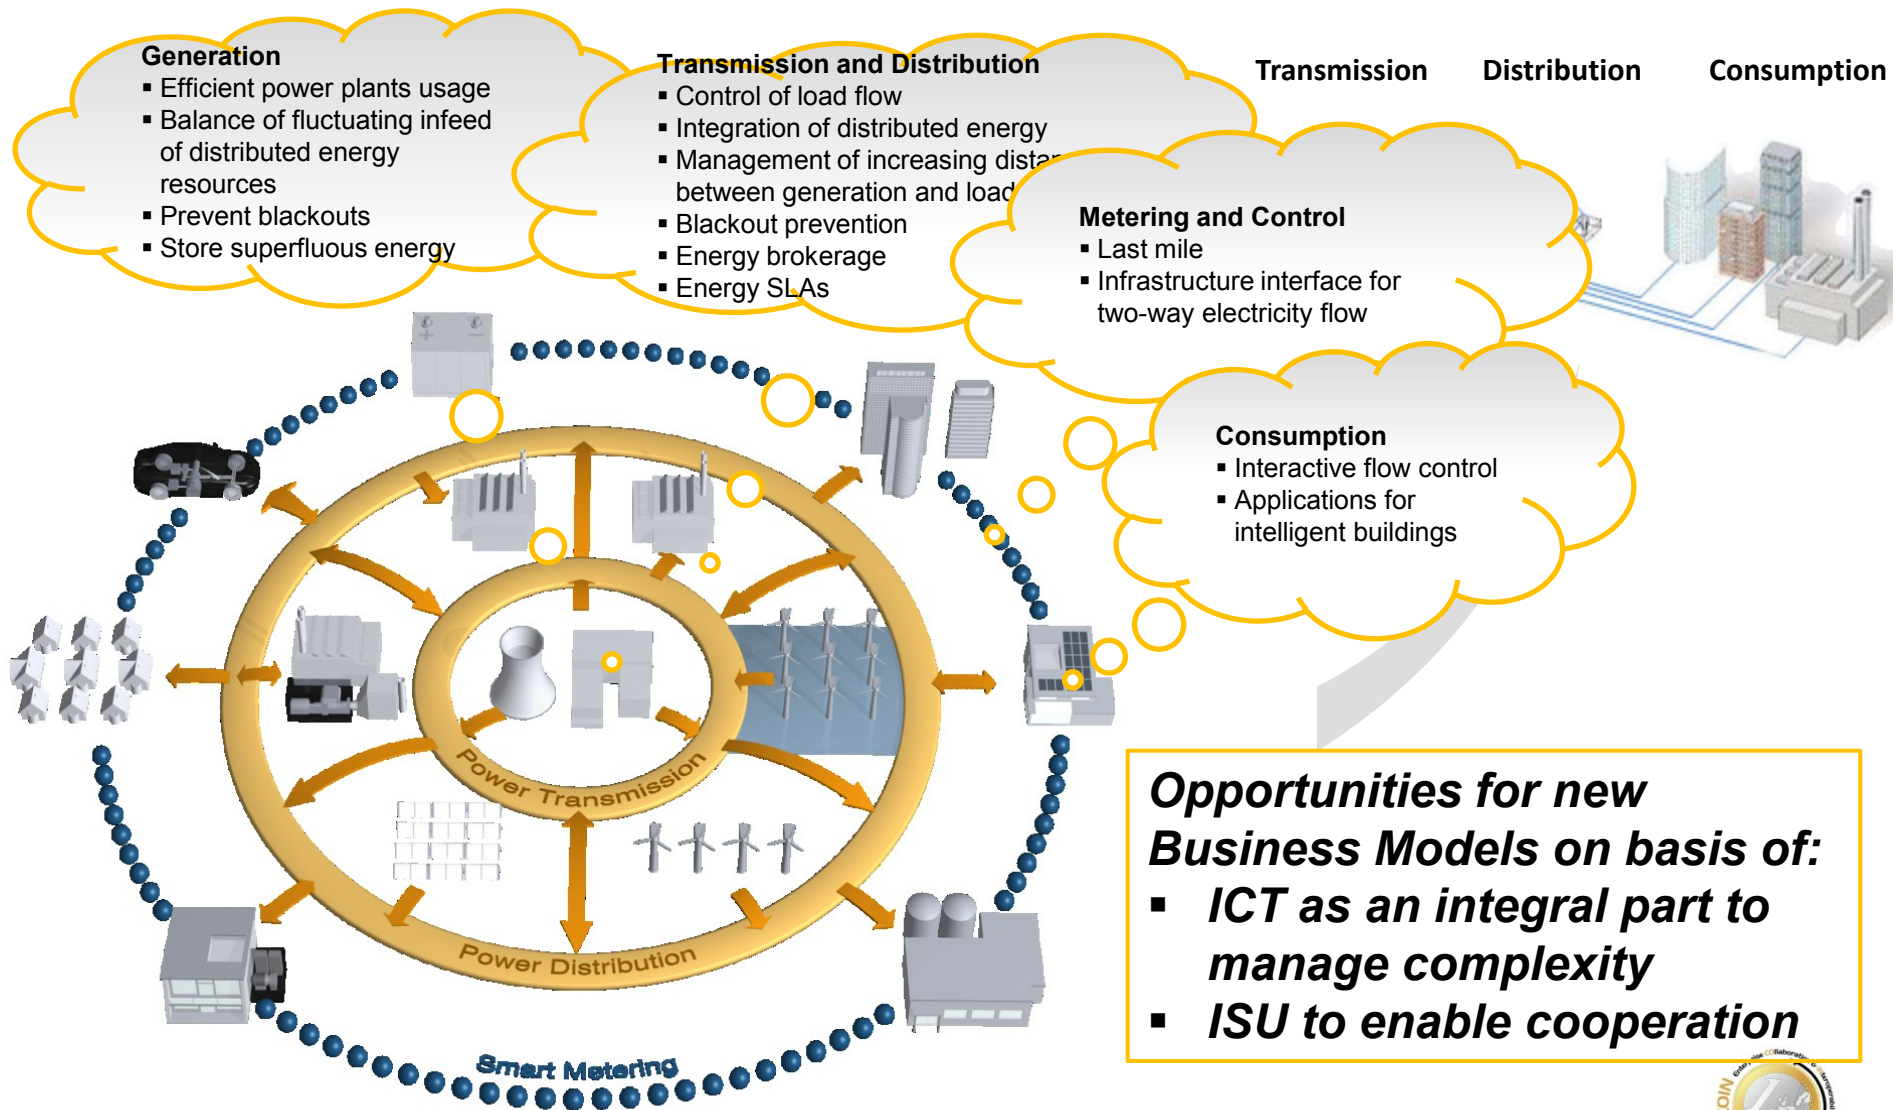 Generation
▪ Efficient power plants usage
▪ Balance of fluctuating infeed
of distributed energy
resources
▪ Prevent blackouts
▪ Store superfluous energy
Transmission and Distribution
▪ Control of load flow
▪ Integration of distributed energy
▪ Management of increasing
between generation and load
▪ Blackout prevention
▪ Energy brokerage
▪ Energy SLAs
Transmission Distribution Consumption
Metering and Control
▪ Last mile
▪ Infrastructure interface for
two-way electricity flow
Consumption
▪ Interactive flow control
▪ Applications for
intelligent buildings
Power Transmission
Power Distribution
Smart Metering
Opportunities for new
Business Models on basis of:
▪ ICT as an integral part to
manage complexity
▪ ISU to enable cooperation
COIN